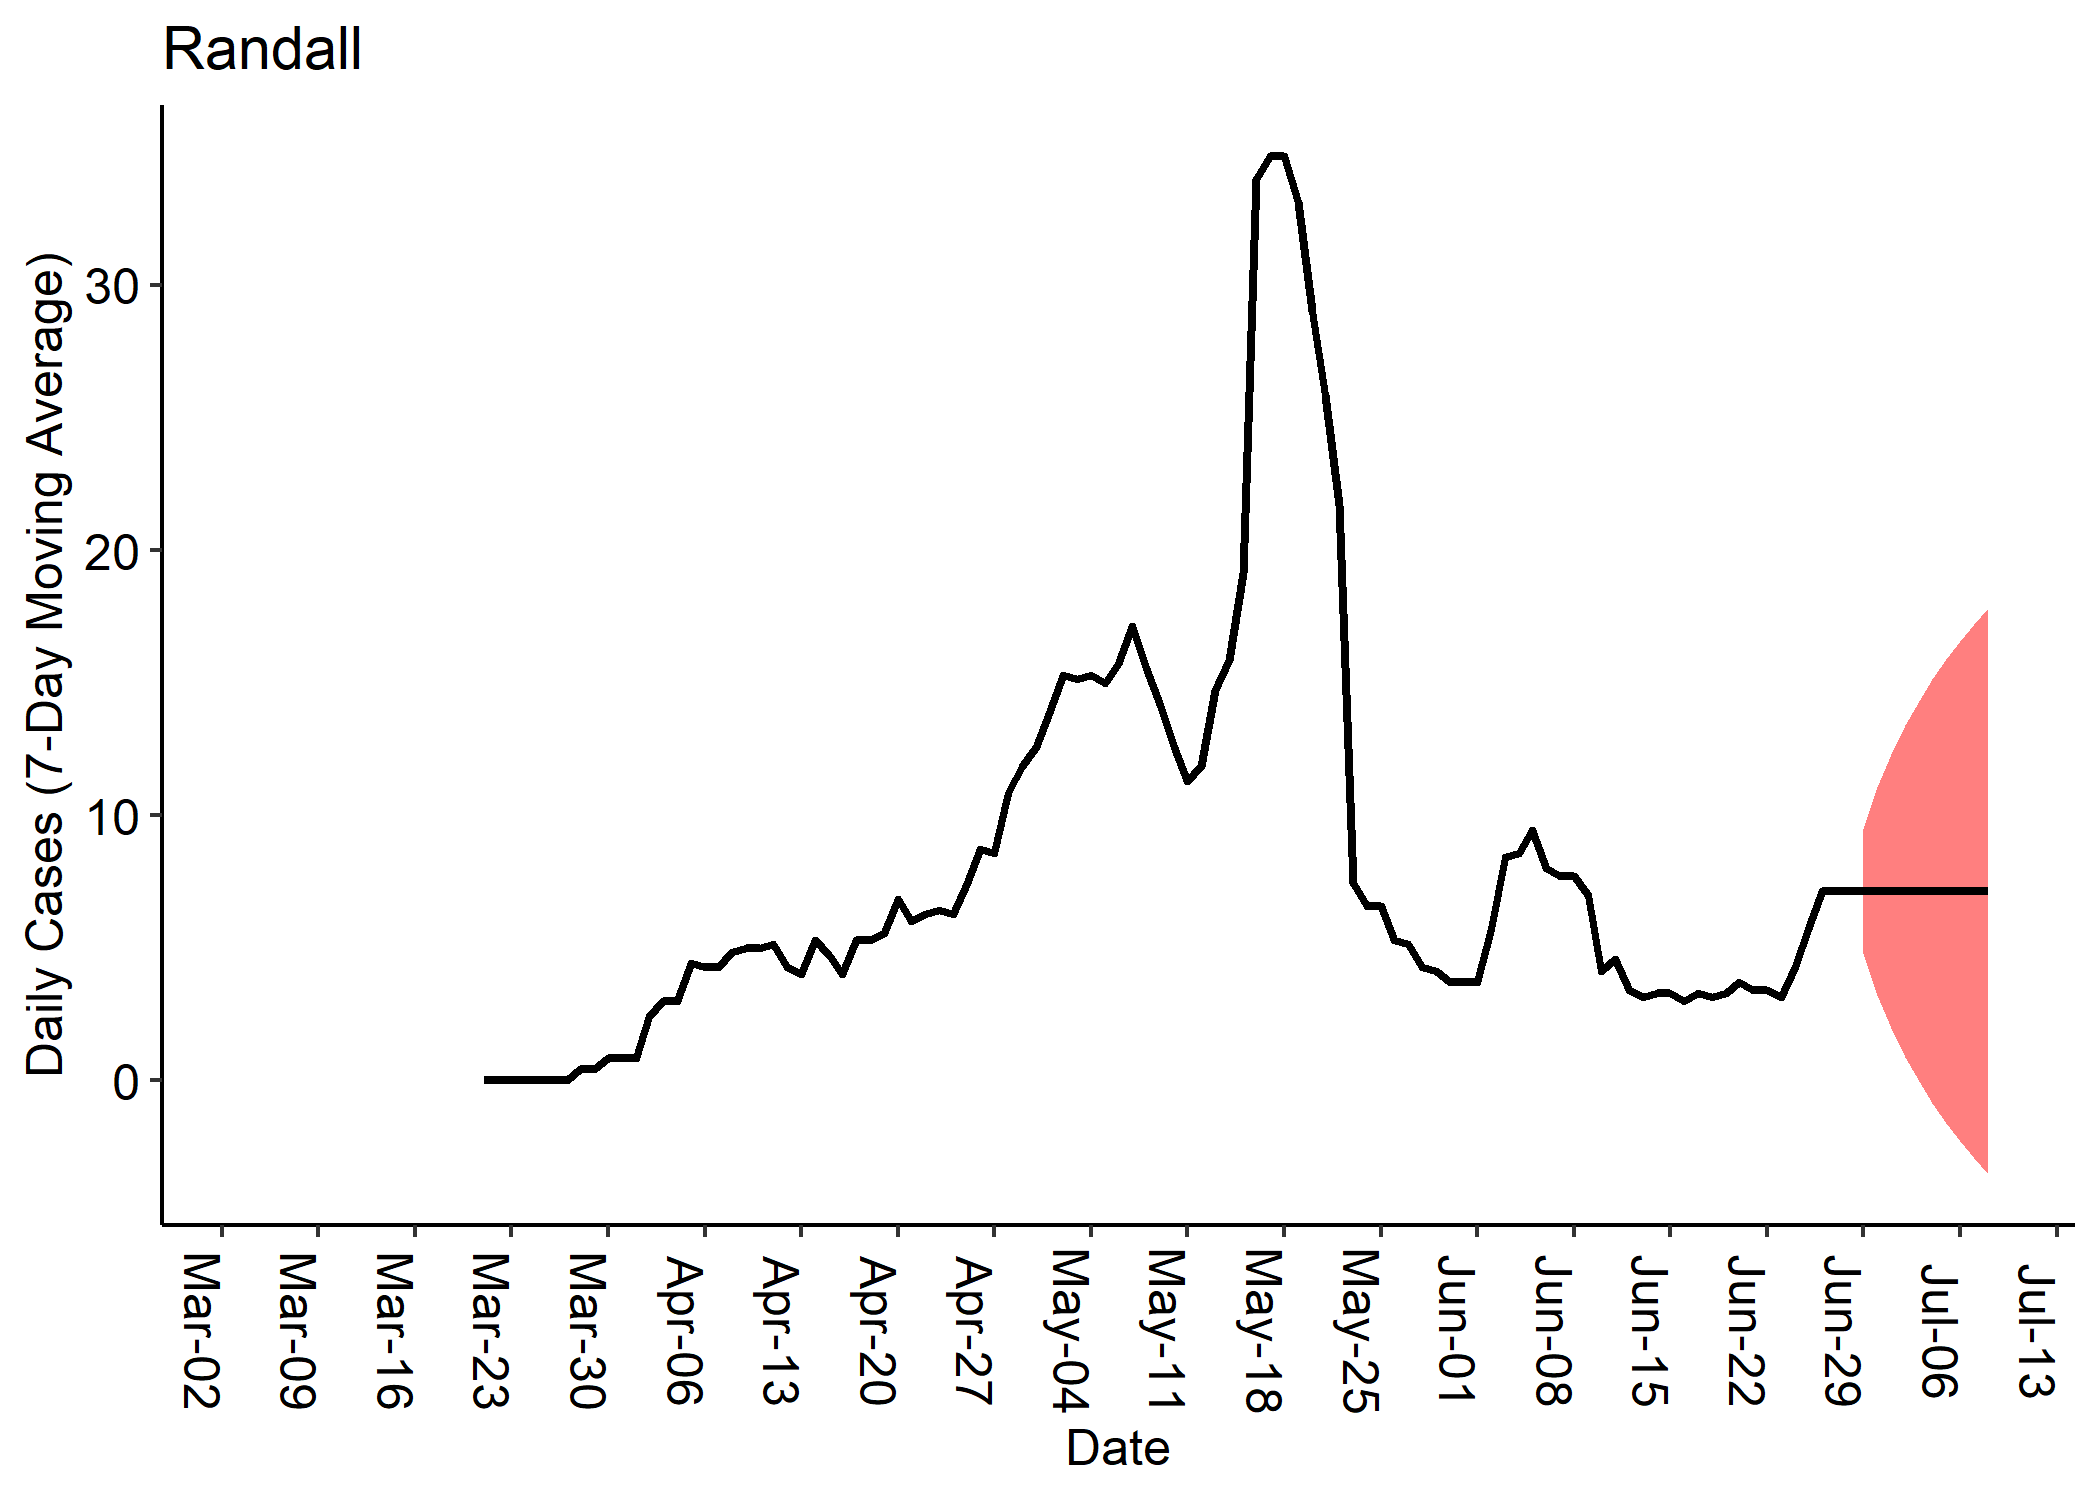 Randall
Daily Cases (7-Day Moving Average)
30
20
10
0
Mar-02
Mar-09
Mar-16
Mar-23
Mar-30
Apr-06
Apr-13
Apr-20
Apr-27
May-04
May-11
May-18
May-25
Jun-01
Jun-08
Jun-15
Jun-22
Jun-29
Jul-06
Jul-13
Date